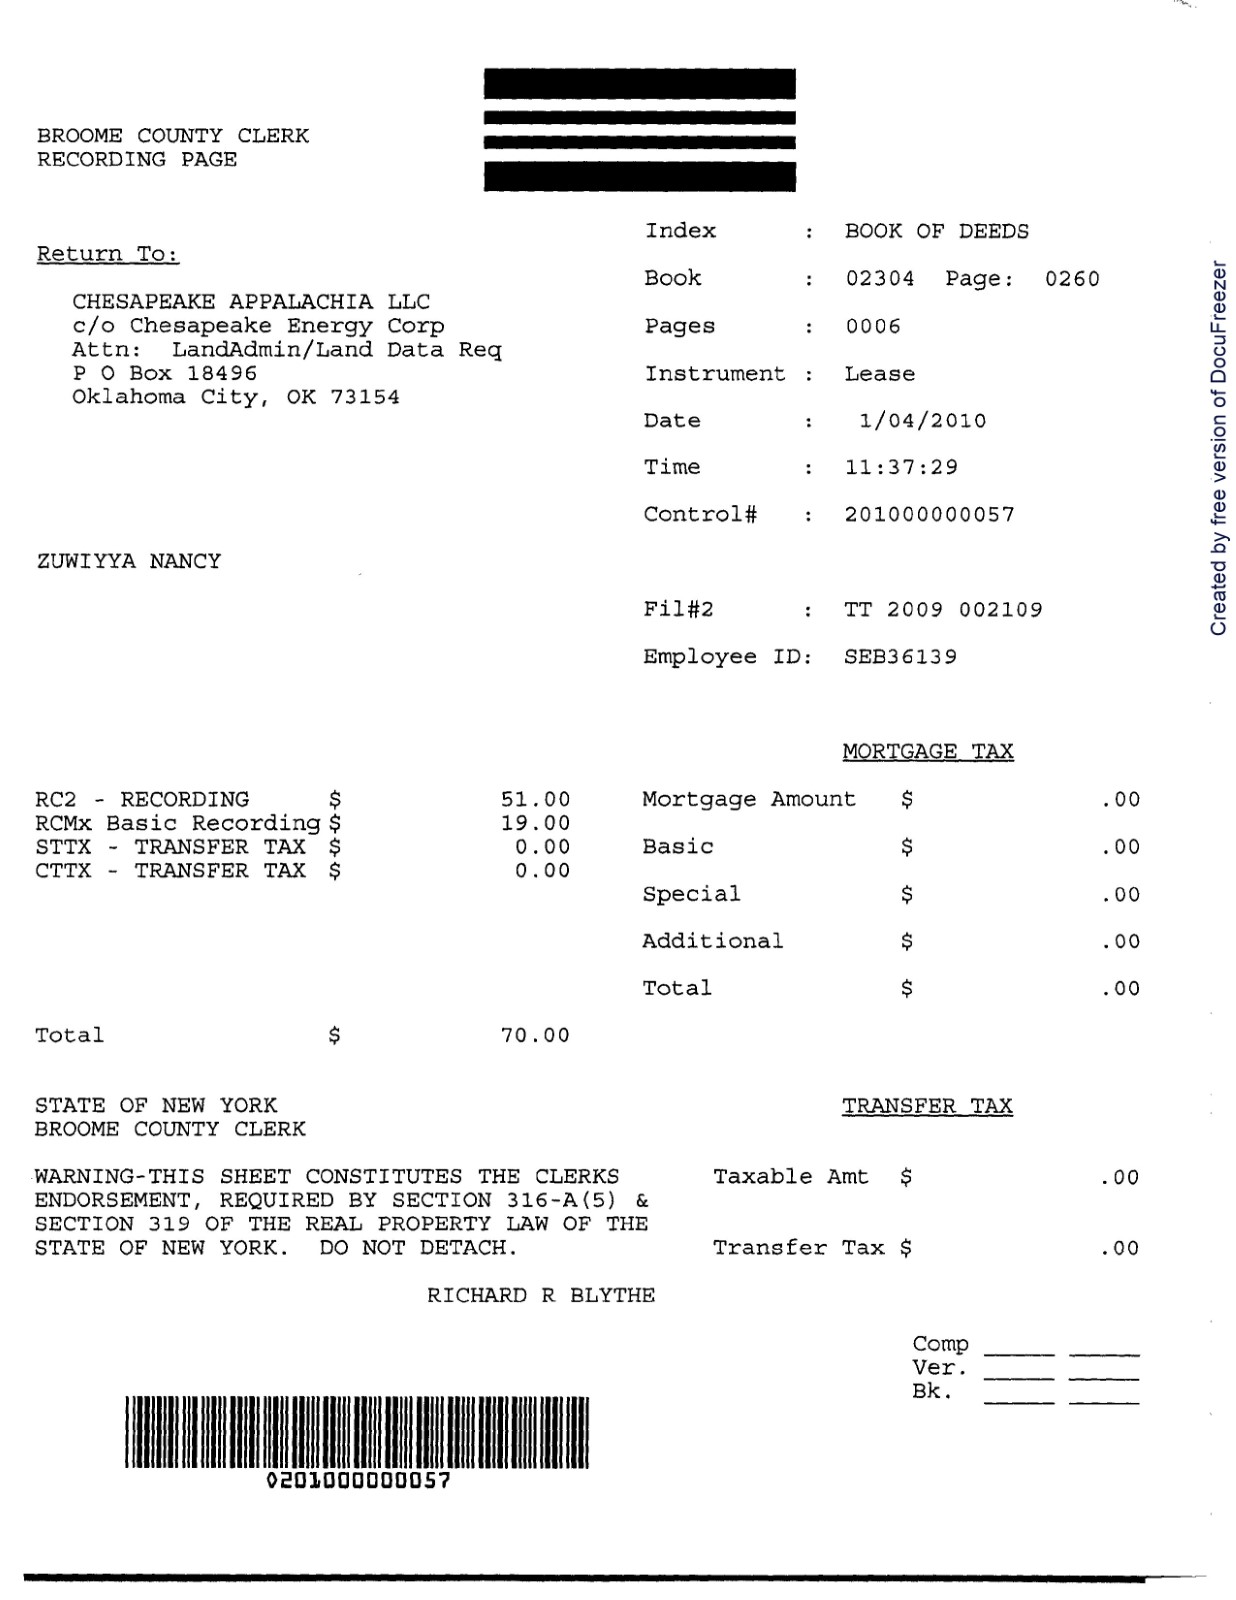 BROOME COUNTY CLERK
RECORDING PAGE
Return To:
CHESAPEAKE APPALACHIA LLC
c/o Chesapeake Energy Corp
Attn:  LandAdmin/Land Data Req
P O Box 18496
Oklahoma City, OK 73154
Index : BOOK OF DEEDS
Book : 02304 Page: 0260
Pages : 0006
Instrument : Lease
Date : 1/04/2010
Time : 11:37:29
Control# : 201000000057
ZUWIYYA NANCY
Fil#2 : TT 2009 002109
Employee ID: SEB36139
RC2 - RECORDING $ 51.00
RCMx Basic Recording $ 19.00
STTX - TRANSFER TAX $ 0.00
CTTX - TRANSFER TAX $ 0.00
Total $ 70.00
MORTGAGE TAX
Mortgage Amount $ .00
Basic $ .00
Special $ .00
Additional $ .00
Total $ .00
STATE OF NEW YORK
BROOME COUNTY CLERK
WARNING-THIS SHEET CONSTITUTES THE CLERKS
ENDORSEMENT, REQUIRED BY SECTION 316-A(5) &
SECTION 319 OF THE REAL PROPERTY LAW OF THE
STATE OF NEW YORK.  DO NOT DETACH.
RICHARD R BLYTHE
TRANSFER TAX
Taxable Amt $ .00
Transfer Tax $ .00
Comp
Ver.
Bk.
0201000000057
Created by free version of DocuFreezer